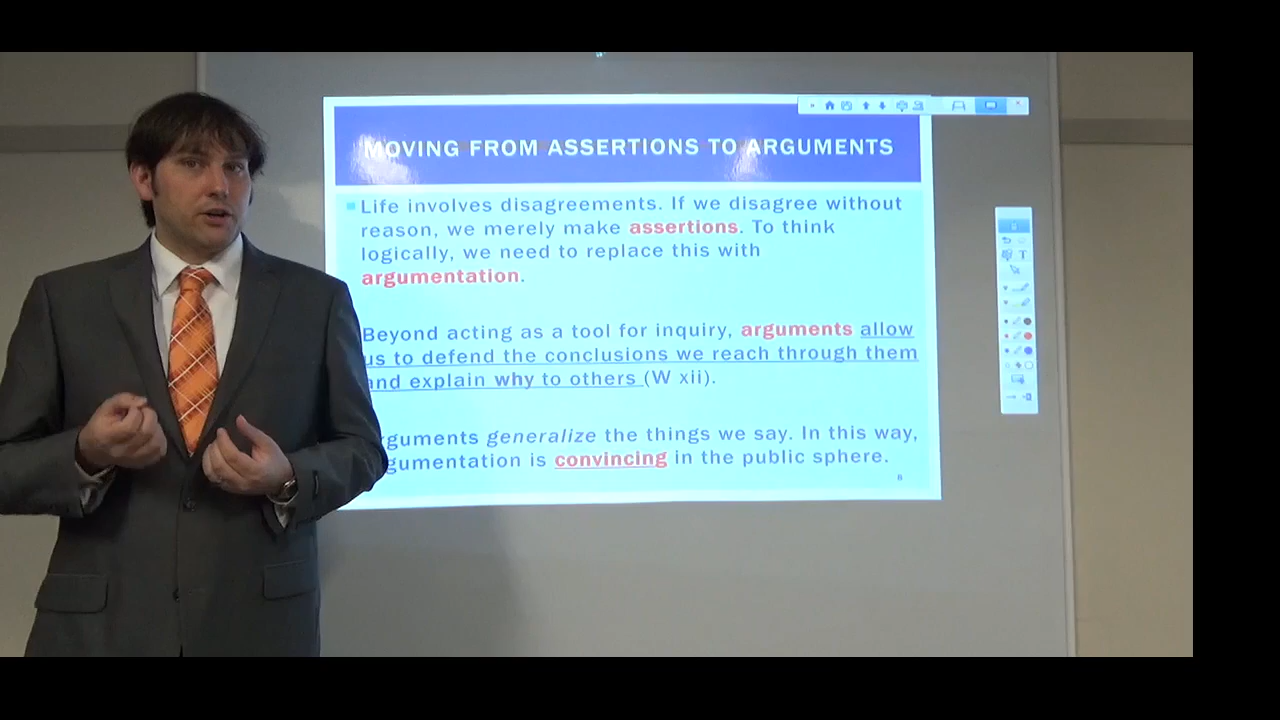 MOVING FROM ASSERTIONS TO ARGUMENTS
Life involves disagreements. If we disagree without
reason, we merely make assertions. To think
logically, we need to replace this with
argumentation.
Beyond acting as a tool for inquiry, arguments allow
us to defend the conclusions we reach through them
and explain why to others (W xii).
rguments generalize the things we say. In this way,
gumentation is convincing in the public sphere.
8
T